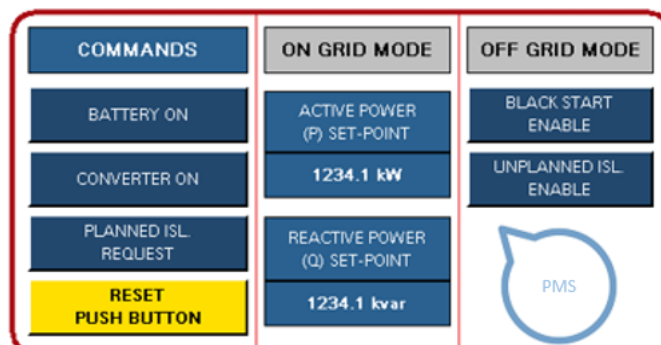 COMMANDS
BATTERY ON
CONVERTER ON
PLANNED ISL.
REQUEST
RESET
PUSH BUTTON
ON GRID MODE
ACTIVE POWER
(P) SET-POINT
1234.1 kW
REACTIVE POWER
(Q) SET-POINT
1234.1 kvar
OFF GRID MODE
BLACK START
ENABLE
UNPLANNED ISL.
ENABLE
PMS